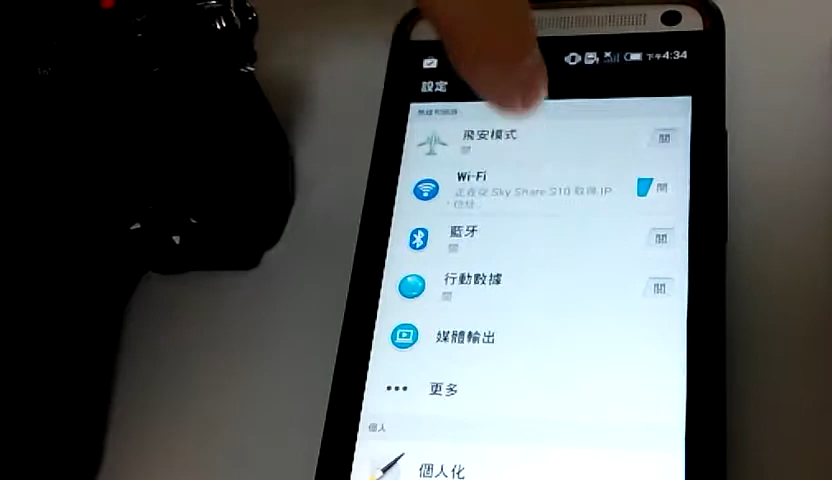 下午4:34
設定
無線和網路
飛安模式
關
關
Wi-Fi
正在從 Sky Share S10 取得 IP
位址...
開
藍牙
關
關
行動數據
關
關
媒體輸出
更多
個人
個人化